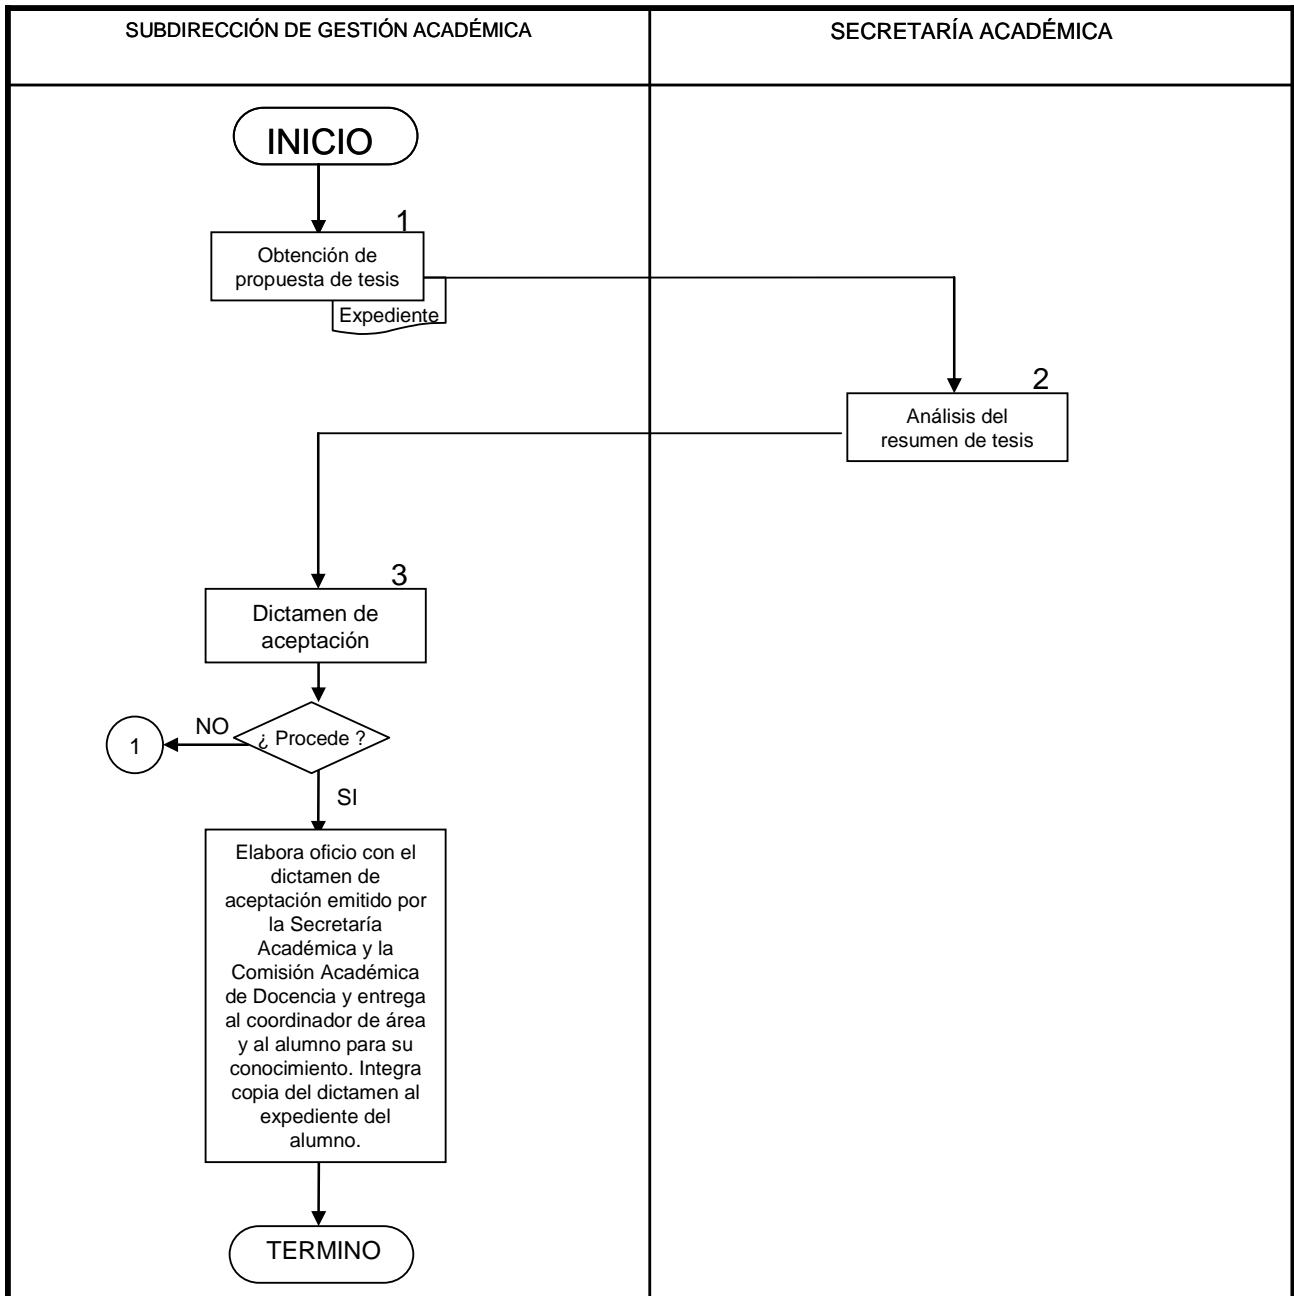 SUBDIRECCIÓN DE GESTIÓN ACADÉMICA
SECRETARÍA ACADÉMICA
INICIO
1
Obtención de
propuesta de tesis
Expediente
2
Análisis del
resumen de tesis
3
Dictamen de
aceptación
NO
1
¿ Procede ?
SI
Elabora oficio con el
dictamen de
aceptación emitido por
la Secretaría
Académica y la
Comisión Académica
de Docencia y entrega
al coordinador de área
y al alumno para su
conocimiento. Integra
copia del dictamen al
expediente del
alumno.
TERMINO